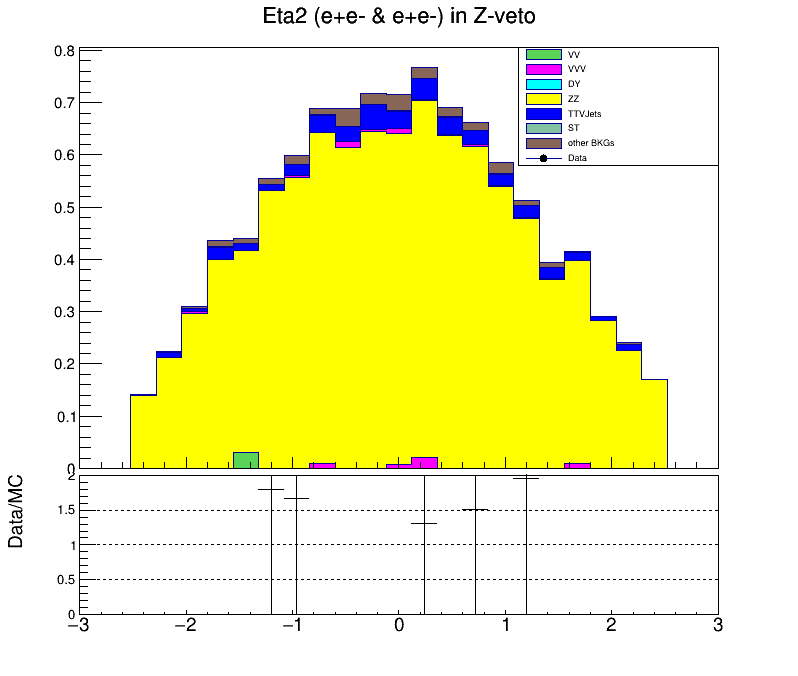 Eta2 (e+e- & e+e-) in Z-veto
0.8
0.7
0.6
0.5
0.4
0.3
0.2
0.1
0
VV
VVV
DY
ZZ
TTVJets
ST
other BKGs
Data
Data/MC
2
1.5
1
0.5
0
−3 −2 −1 0 1 2 3